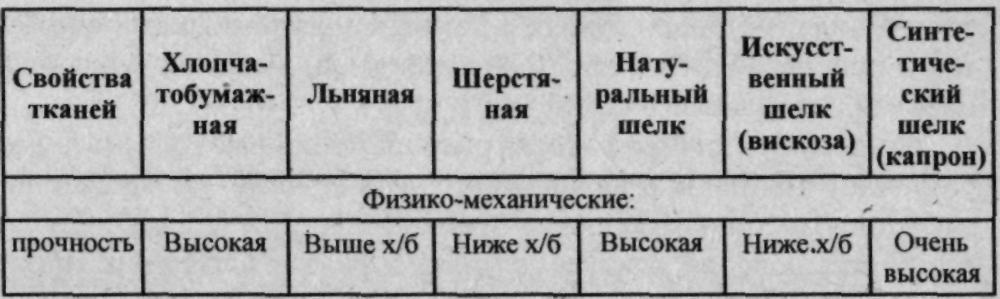 Свойства
тканей
Хлопча-
тобумаж-
ная
Льняная
Шерстя-
ная
Нату-
ральный
шелк
Искусст-
венный
шелк
(вискоза)
Синте-
тиче-
ский
шелк
(капрон)
Физико-механические:
прочность
Высокая
Выше х/б
Ниже х/б
Высокая
Ниже.х/б
Очень
высокая